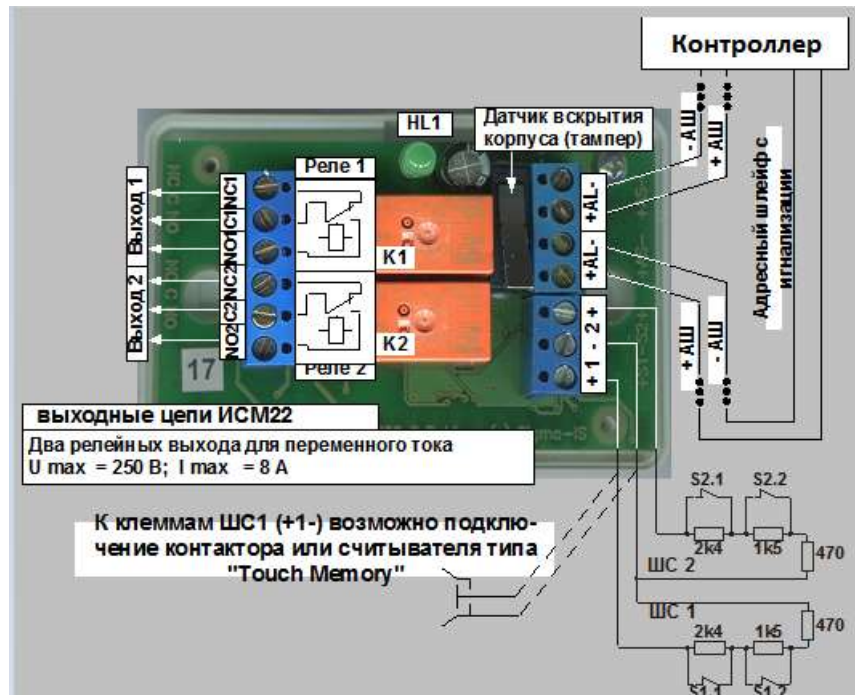 Контроллер
- АШ
+ АШ
HL1
Датчик вскрытия
корпуса (тампер)
Адресный шлейф с
игнализации
Реле 1
Выход 1
Выход 2
NC1
C1
NO1
NC2
C2
NO2
K1
K2
Реле 2
+AL-
+AL-
+ 1 - 2 +
+ АШ
- АШ
17
выходные цепи ИСМ22
Два релейных выхода для переменного тока
U max = 250 В; I max = 8 А
К клеммам ШС1 (+1-) возможно подклю-
чение контактора или считывателя типа
"Touch Memory"
S2.1
S2.2
2k4
1k5
470
ШС 2
ШС 1
2k4
1k5
470
S1.1
S1.2